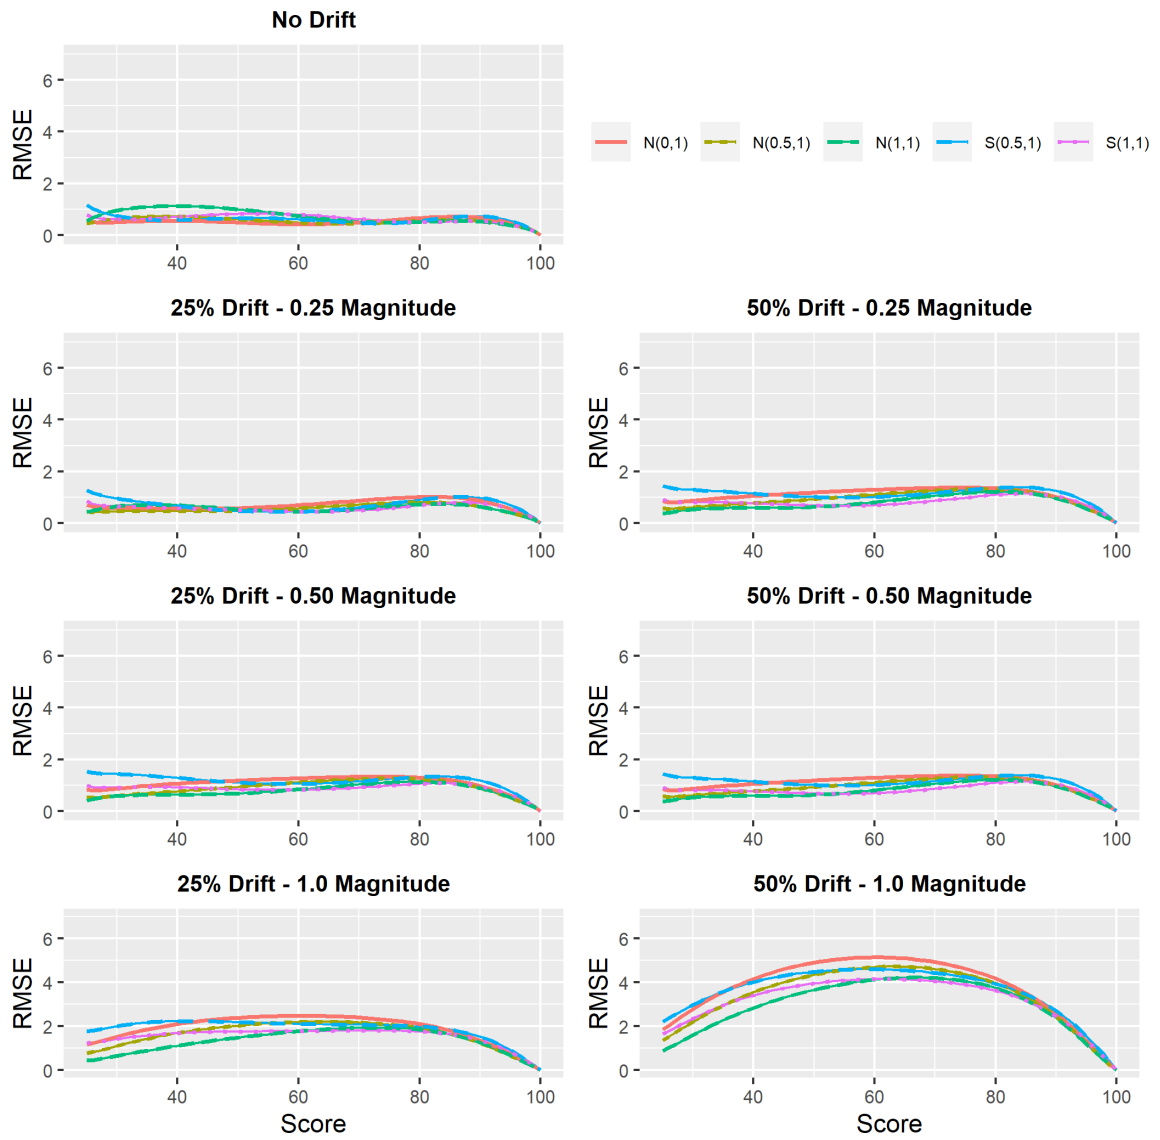 No Drift
RMSE
6
4
2
0
40 60 80 100
N(0,1) N(0.5,1) N(1,1) S(0.5,1) S(1,1)
25% Drift - 0.25 Magnitude
RMSE
6
4
2
0
40 60 80 100
50% Drift - 0.25 Magnitude
RMSE
6
4
2
0
40 60 80 100
25% Drift - 0.50 Magnitude
RMSE
6
4
2
0
40 60 80 100
50% Drift - 0.50 Magnitude
RMSE
6
4
2
0
40 60 80 100
25% Drift - 1.0 Magnitude
RMSE
6
4
2
0
40 60 80 100
Score
50% Drift - 1.0 Magnitude
RMSE
6
4
2
0
40 60 80 100
Score